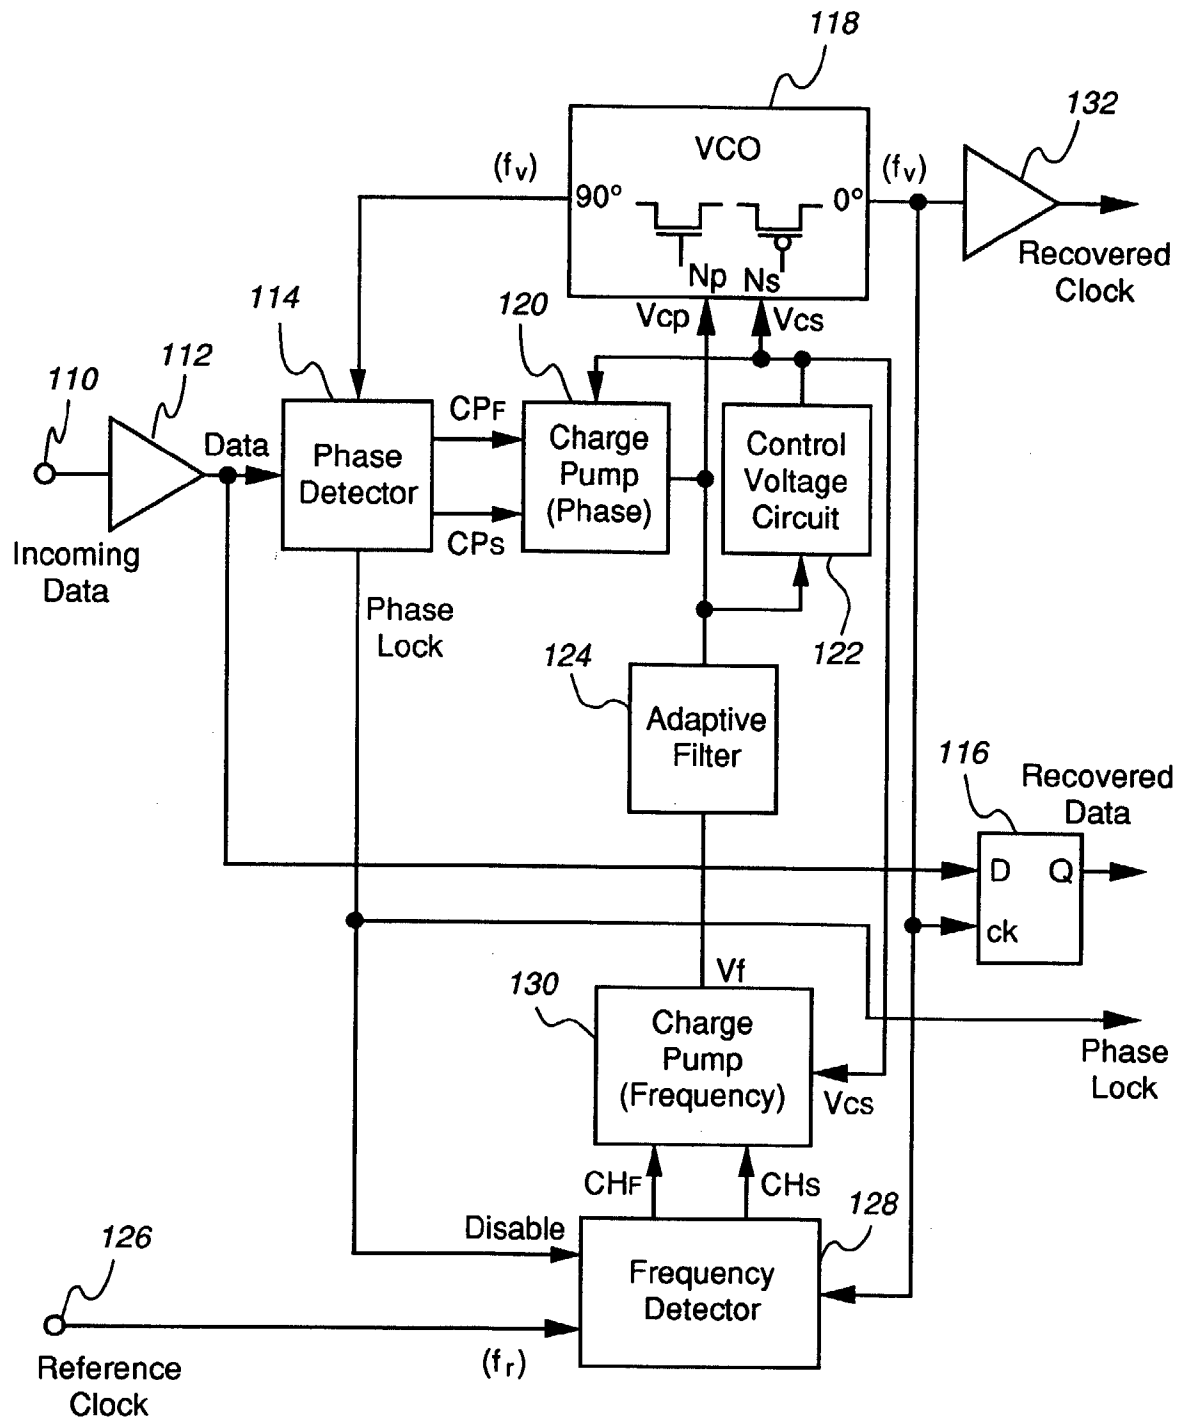 118
132
VCO
(fv)
(fv)
90º
0º
Np
Ns
Recovered
Clock
Vcp
Vcs
114
120
110
112
Data
CPF
CPS
Phase
Detector
Charge
Pump
(Phase)
Control
Voltage
Circuit
Incoming
Data
Phase
Lock
122
124
Adaptive
Filter
116
Recovered
Data
D
Q
ck
Vf
130
Charge
Pump
(Frequency)
Vcs
Phase
Lock
CHF
CHS
128
Disable
126
Frequency
Detector
(fr)
Reference
Clock